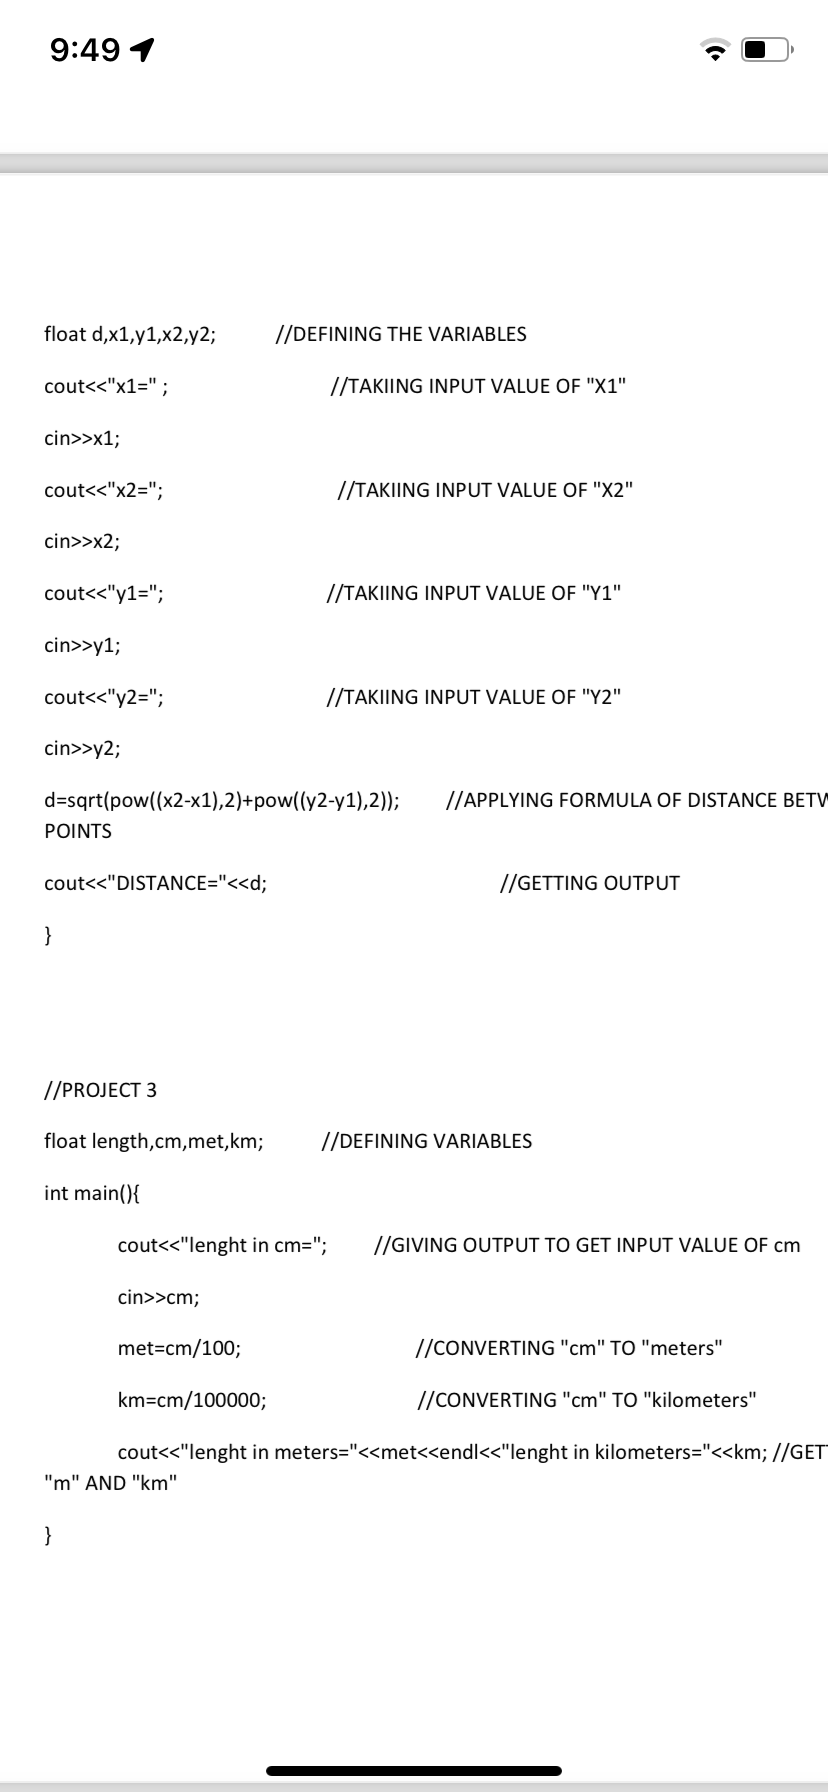 9:49
float d,x1,y1,x2,y2; //DEFINING THE VARIABLES
cout<<"x1=" ; //TAKIING INPUT VALUE OF "X1"
cin>>x1;
cout<<"x2="; //TAKIING INPUT VALUE OF "X2"
cin>>x2;
cout<<"y1="; //TAKIING INPUT VALUE OF "Y1"
cin>>y1;
cout<<"y2="; //TAKIING INPUT VALUE OF "Y2"
cin>>y2;
d=sqrt(pow((x2-x1),2)+pow((y2-y1),2)); //APPLYING FORMULA OF DISTANCE
POINTS
cout<<"DISTANCE="<<d; //GETTING OUTPUT
}
//PROJECT 3
float length,cm,met,km; //DEFINING VARIABLES
int main(){
cout<<"lenght in cm="; //GIVING OUTPUT TO GET INPUT VALUE OF cm
cin>>cm;
met=cm/100; //CONVERTING "cm" TO "meters"
km=cm/100000; //CONVERTING "cm" TO "kilometers"
cout<<"lenght in meters="<<met<<endl<<"lenght in kilometers="<<km;
"m" AND "km"
}